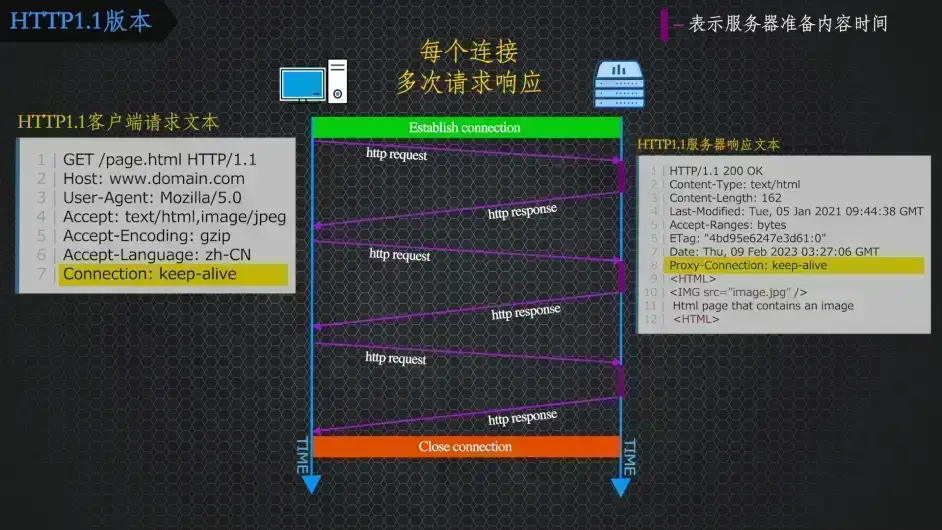 HTTP1.1版本
表示服务器准备内容时间
每个连接
多次请求响应
HTTP1.1客户端请求文本
1 | GET /page.html HTTP/1.1
2 | Host: www.domain.com
3 | User-Agent: Mozilla/5.0
4 | Accept: text/html,image/jpeg
5 | Accept-Encoding: gzip
6 | Accept-Language: zh-CN
7 | Connection: keep-alive
Establish connection
http request
http response
http request
http response
http request
http response
Close connection
TIME
TIME
HTTP1.1服务器响应文本
1 | HTTP/1.1 200 OK
2 | Content-Type: text/html
3 | Content-Length: 162
4 | Last-Modified: Tue, 05 Jan 2021 09:44:38 GMT
5 | Accept-Ranges: bytes
6 | ETag: "4bd95e6247e3d61:0"
7 | Date: Thu, 09 Feb 2023 03:27:06 GMT
8 | Proxy-Connection: keep-alive
9 | <HTML>
10 | <IMG src="image.jpg" />
11 | Html page that contains an image
12 | <HTML>